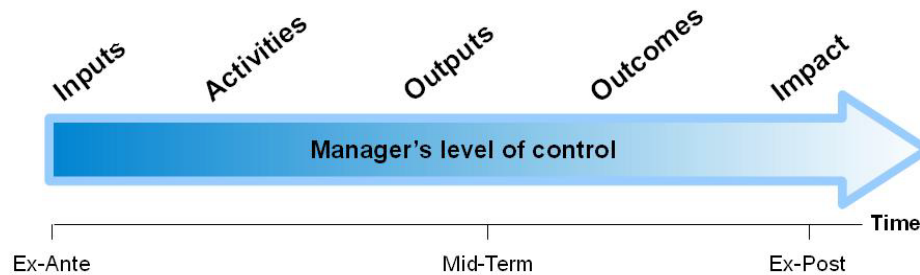 Inputs
Activities
Outputs
Outcomes
Impact
Manager's level of control
Time
Ex-Ante
Mid-Term
Ex-Post